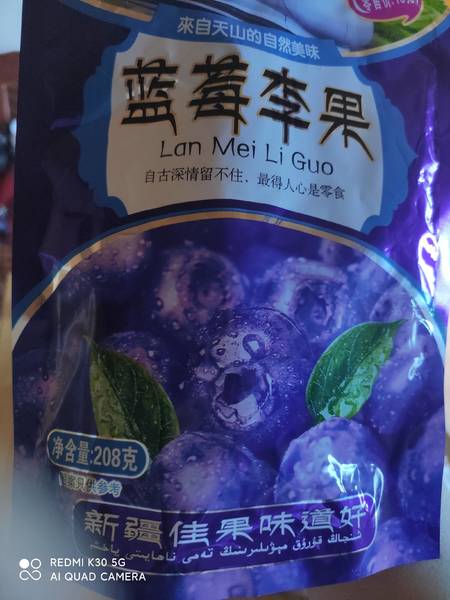 來自天山的自然美味
蓝莓李果
Lan Mei Li Guo
自古深情留不住，最得人心是零食
净含量:208克
新疆佳果味道好
REDMI K30 5G
AI QUAD CAMERA